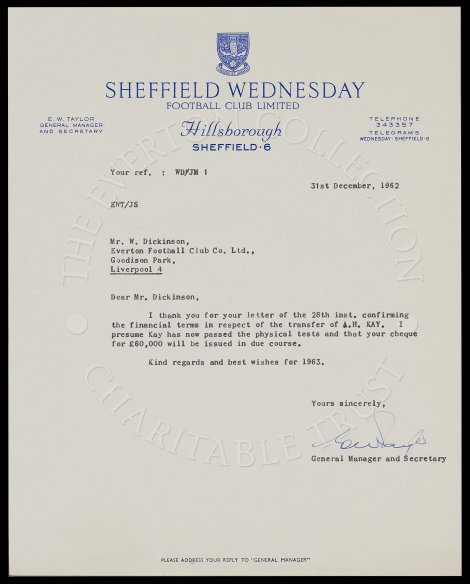 SHEFFIELD WEDNESDAY
FOOTBALL CLUB LIMITED
E. W. TAYLOR
GENERAL MANAGER
AND SECRETARY
Hillsborough
SHEFFIELD·6
TELEPHONE
343357
TELEGRAMS
WEDNESDAY·SHEFFIELD·6
Your ref. : WD/JM 1
31st December, 1962
EWT/JS
Mr. W. Dickinson,
Everton Football Club Co. Ltd.,
Goodison Park,
Liverpool 4
Dear Mr. Dickinson,
I thank you for your letter of the 28th inst. confirming
the financial terms in respect of the transfer of A.H. KAY. I
presume Kay has now passed the physical tests and that your cheque
for £60,000 will be issued in due course.
Kind regards and best wishes for 1963.
Yours sincerely,
General Manager and Secretary
PLEASE ADDRESS YOUR REPLY TO "GENERAL MANAGER"
THE EVERTON COLLECTION
CHARITABLE TRUST